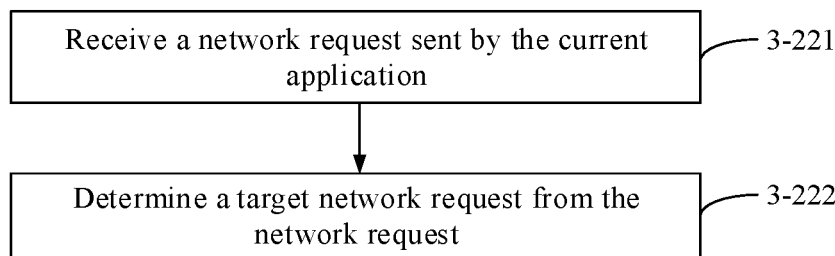 Receive a network request sent by the current
application
3-221
Determine a target network request from the
network request
3-222